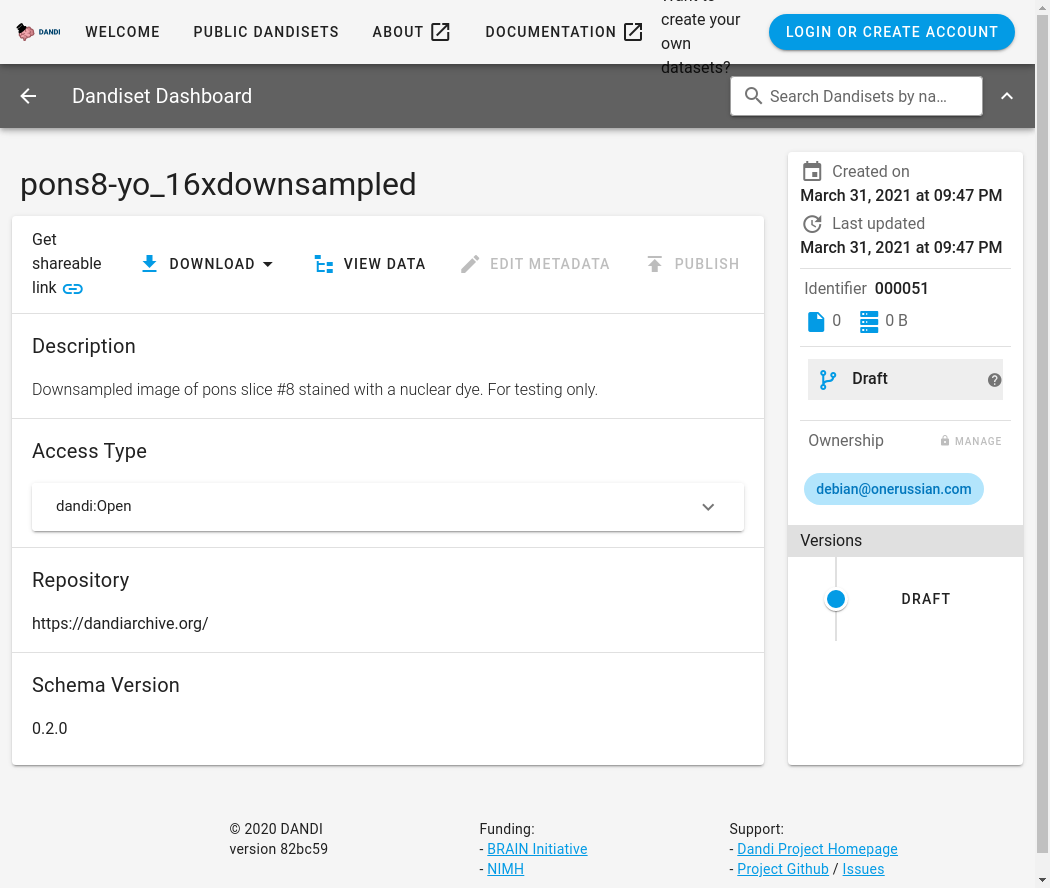 DANDI
WELCOME
PUBLIC DANDISETS
ABOUT
DOCUMENTATION
create your
own
datasets?
LOGIN OR CREATE ACCOUNT
Dandiset Dashboard
Search Dandisets by na…
pons8-yo_16xdownsampled
Get
shareable
link
DOWNLOAD
VIEW DATA
EDIT METADATA
PUBLISH
Description
Downsampled image of pons slice #8 stained with a nuclear dye. For testing only.
Access Type
dandi:Open
Repository
https://dandiarchive.org/
Schema Version
0.2.0
Created on
March 31, 2021 at 09:47 PM
Last updated
March 31, 2021 at 09:47 PM
Identifier 000051
0 0 B
Draft
Ownership
MANAGE
debian@onerussian.com
Versions
DRAFT
© 2020 DANDI
version 82bc59
Funding:
- BRAIN Initiative
- NIMH
Support:
- Dandi Project Homepage
- Project Github / Issues